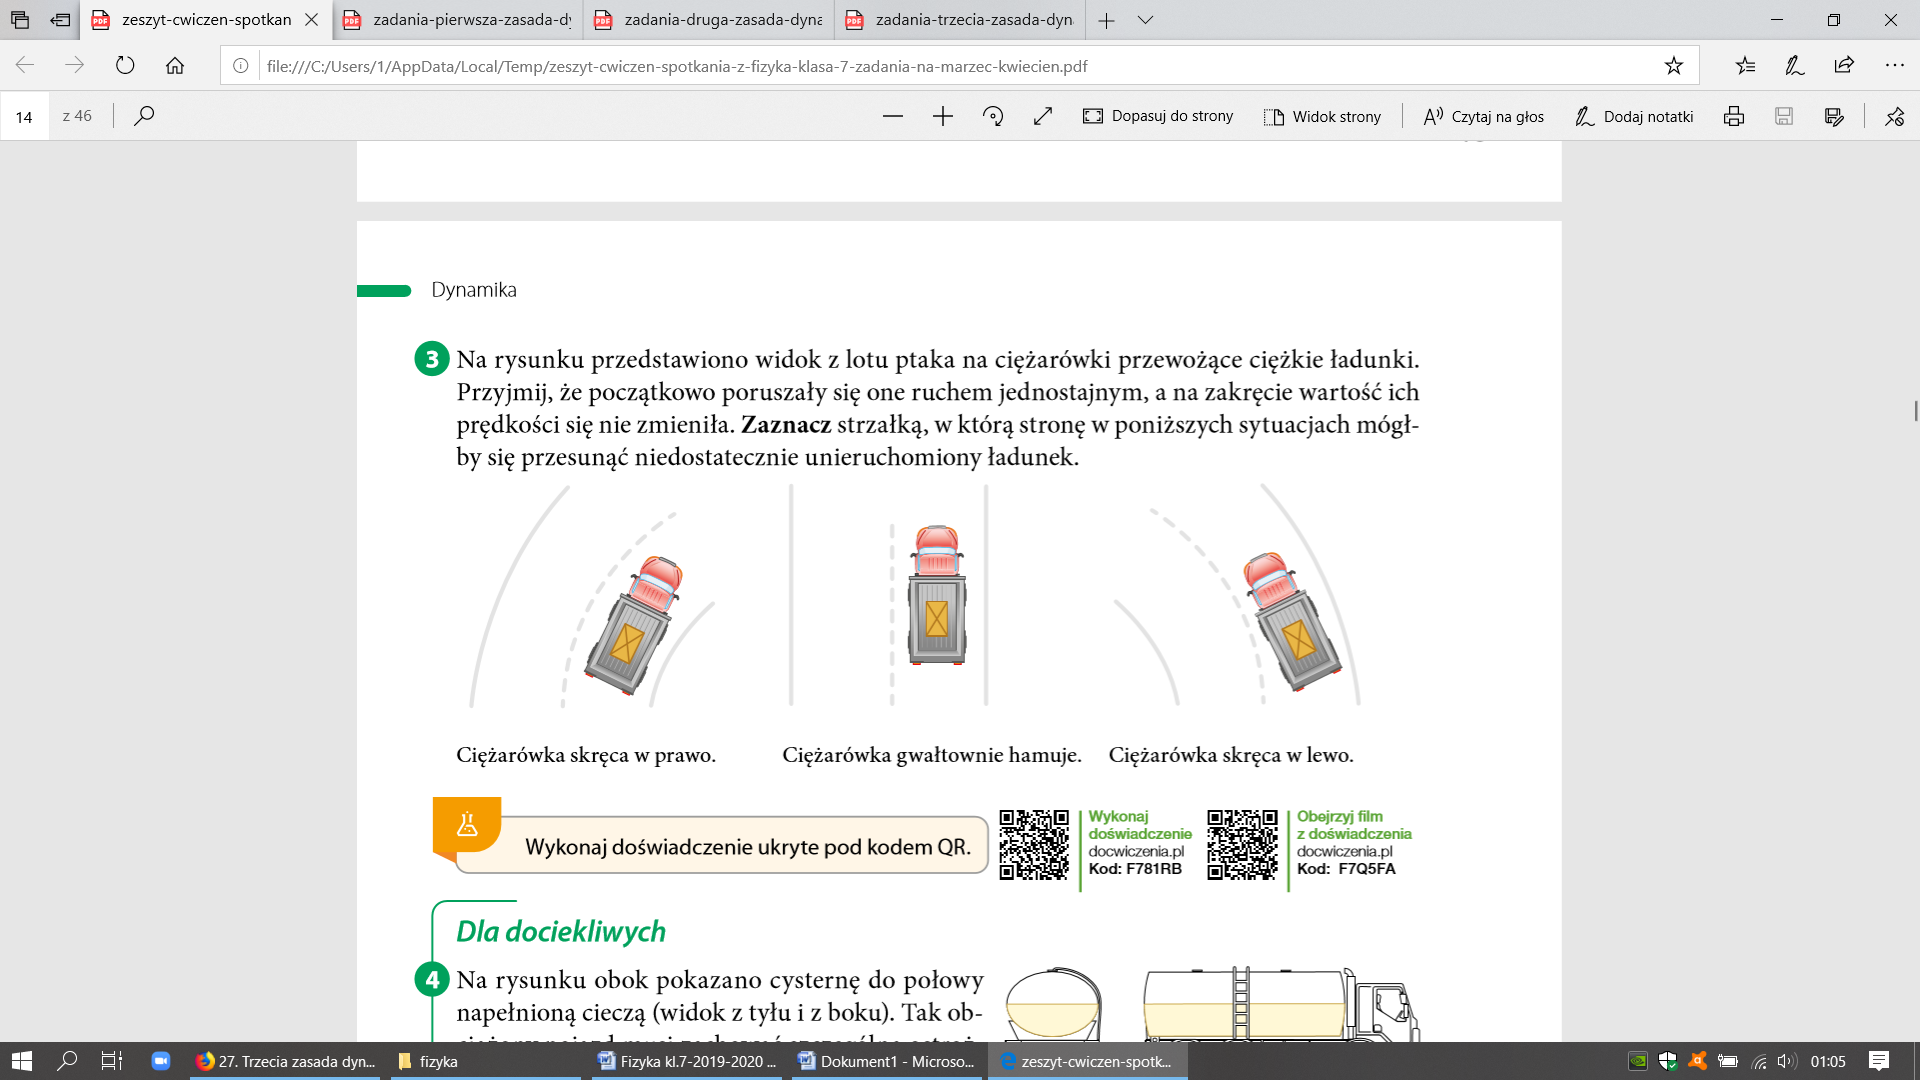 zeszyt-cwiczen-spotkan
zadania-pierwsza-zasada-dy
zadania-druga-zasada-dyna
zadania-trzecia-zasada-dyn
file:///C:/Users/1/AppData/Local/Temp/zeszyt-cwiczen-spotkania-z-fizyka-klasa-7-zadania-na-marzec-kwiecien.pdf
14 z 46
Dopasuj do strony
Widok strony
Czytaj na głos
Dodaj notatki
Dynamika
3 Na rysunku przedstawiono widok z lotu ptaka na ciężarówki przewożące ciężkie ładunki.
Przyjmij, że początkowo poruszały się one ruchem jednostajnym, a na zakręcie wartość ich
prędkości się nie zmieniła. Zaznacz strzałką, w którą stronę w poniższych sytuacjach mógł-
by się przesunąć niedostatecznie unieruchomiony ładunek.
Ciężarówka skręca w prawo.
Ciężarówka gwałtownie hamuje.
Ciężarówka skręca w lewo.
Wykonaj doświadczenie ukryte pod kodem QR.
Wykonaj
doświadczenie
docwiczenia.pl
Kod: F781RB
Obejrzyj film
z doświadczenia
docwiczenia.pl
Kod: F7Q5FA
Dla dociekliwych
4 Na rysunku obok pokazano cysternę do połowy
napełnioną cieczą (widok z tyłu i z boku). Tak ob-
27. Trzecia zasada dyn...
fizyka
Fizyka kl.7-2019-2020 ...
Dokument1 - Microso...
zeszyt-cwiczen-spotk...
01:05